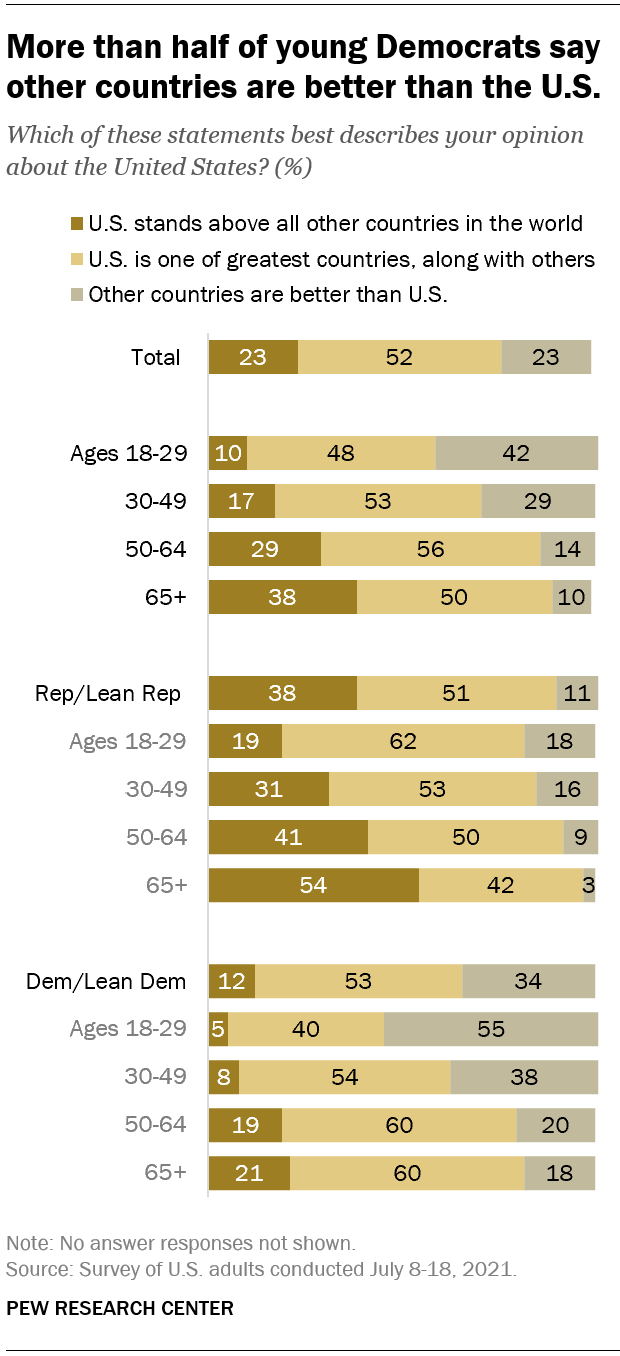 More than half of young Democrats say
other countries are better than the U.S.
Which of these statements best describes your opinion
about the United States? (%)
U.S. stands above all other countries in the world
U.S. is one of greatest countries, along with others
Other countries are better than U.S.
Total 23 52 23
Ages 18-29 10 48 42
30-49 17 53 29
50-64 29 56 14
65+ 38 50 10
Rep/Lean Rep 38 51 11
Ages 18-29 19 62 18
30-49 31 53 16
50-64 41 50 9
65+ 54 42 3
Dem/Lean Dem 12 53 34
Ages 18-29 5 40 55
30-49 8 54 38
50-64 19 60 20
65+ 21 60 18
Note: No answer responses not shown.
Source: Survey of U.S. adults conducted July 8-18, 2021.
PEW RESEARCH CENTER